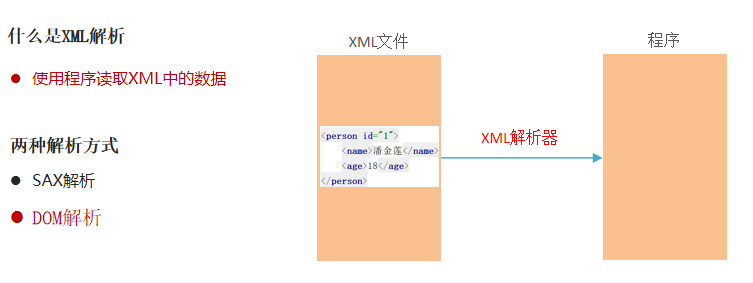 什么是XML解析
使用程序读取XML中的数据
两种解析方式
SAX解析
DOM解析
XML文件
<person id="1">
<name>潘金莲</name>
<age>18</age>
</person>
XML解析器
程序